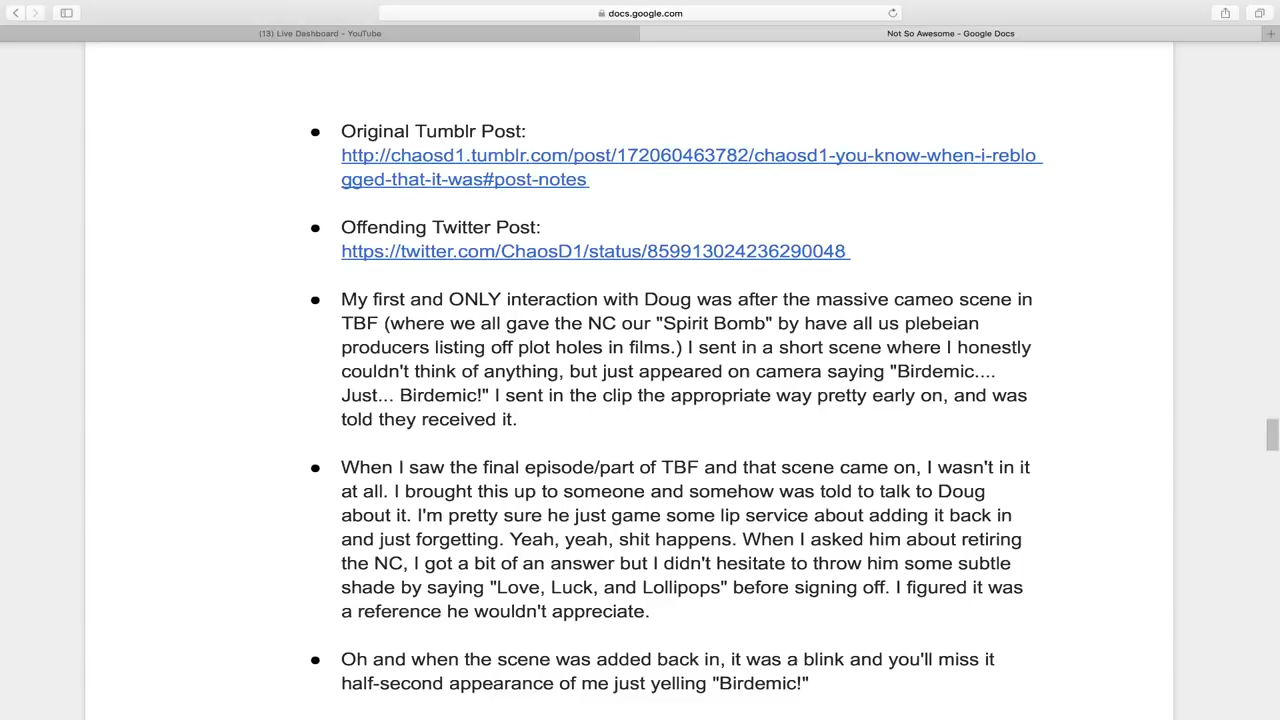 docs.google.com
(13) Live Dashboard - YouTube
Not So Awesome - Google Docs
● Original Tumblr Post:
http://chaosd1.tumblr.com/post/172060463782/chaosd1-you-know-when-i-reblo
gged-that-it-was#post-notes
● Offending Twitter Post:
https://twitter.com/ChaosD1/status/859913024236290048
● My first and ONLY interaction with Doug was after the massive cameo scene in
TBF (where we all gave the NC our "Spirit Bomb" by have all us plebeian
producers listing off plot holes in films.) I sent in a short scene where I honestly
couldn't think of anything, but just appeared on camera saying "Birdemic....
Just... Birdemic!" I sent in the clip the appropriate way pretty early on, and was
told they received it.
● When I saw the final episode/part of TBF and that scene came on, I wasn't in it
at all. I brought this up to someone and somehow was told to talk to Doug
about it. I'm pretty sure he just game some lip service about adding it back in
and just forgetting. Yeah, yeah, shit happens. When I asked him about retiring
the NC, I got a bit of an answer but I didn't hesitate to throw him some subtle
shade by saying "Love, Luck, and Lollipops" before signing off. I figured it was
a reference he wouldn't appreciate.
● Oh and when the scene was added back in, it was a blink and you'll miss it
half-second appearance of me just yelling "Birdemic!"